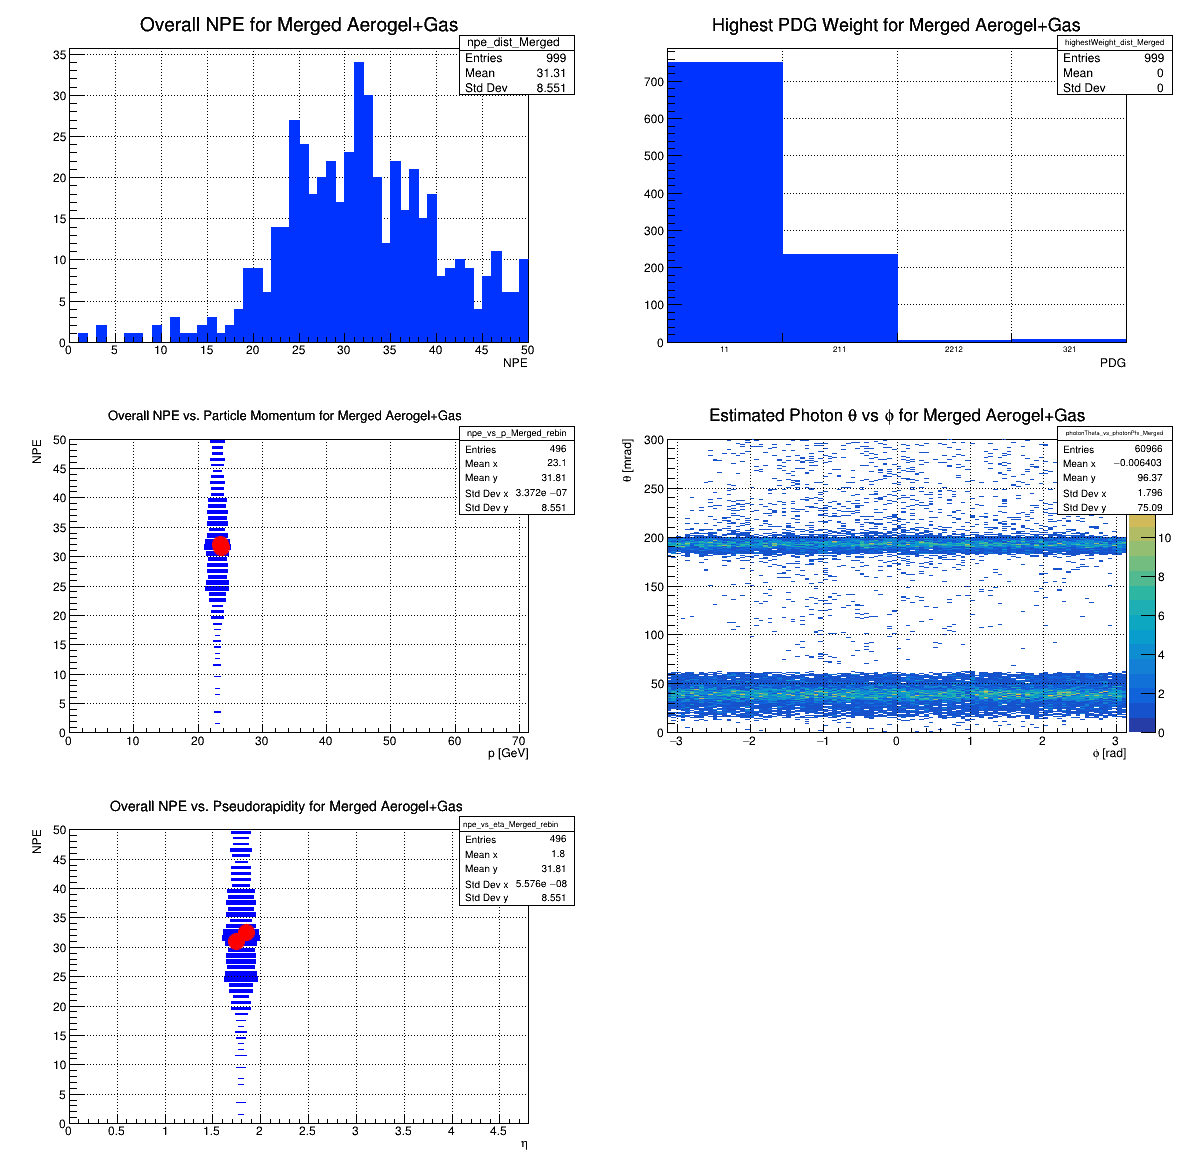 Overall NPE for Merged Aerogel+Gas
npe_dist_Merged
Entries 999
Mean 31.31
Std Dev 8.551
35
30
25
20
15
10
5
0
0 5 10 15 20 25 30 35 40 45 50
NPE
Highest PDG Weight for Merged Aerogel+Gas
highestWeight_dist_Merged
Entries 999
Mean 0
Std Dev 0
700
600
500
400
300
200
100
0
11 211 2212 321
PDG
Overall NPE vs. Particle Momentum for Merged Aerogel+Gas
npe_vs_p_Merged_rebin
Entries 496
Mean x 23.1
Mean y 31.81
Std Dev x 3.372e −07
Std Dev y 8.551
NPE
50
45
40
35
30
25
20
15
10
5
0
0 10 20 30 40 50 60 70
p [GeV]
Estimated Photon θ vs ϕ for Merged Aerogel+Gas
photonTheta_vs_photonPhi_Merged
Entries 60966
Mean x −0.006403
Mean y 96.37
Std Dev x 1.796
Std Dev y 75.09
θ [mrad]
300
250
200
150
100
50
0
−3 −2 −1 0 1 2 3
ϕ [rad]
10
8
6
4
2
0
Overall NPE vs. Pseudorapidity for Merged Aerogel+Gas
npe_vs_eta_Merged_rebin
Entries 496
Mean x 1.8
Mean y 31.81
Std Dev x 5.576e −08
Std Dev y 8.551
NPE
50
45
40
35
30
25
20
15
10
5
0
0 0.5 1 1.5 2 2.5 3 3.5 4 4.5
η